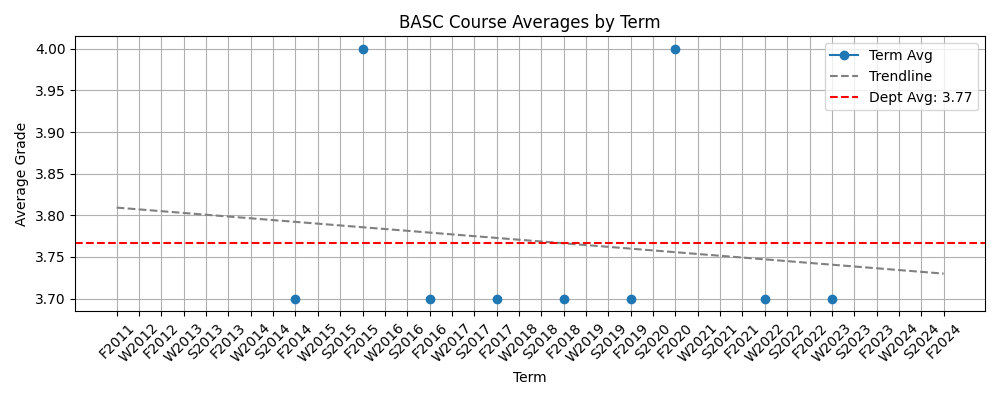 BASC Course Averages by Term
Term Avg
Trendline
Dept Avg: 3.77
Average Grade
4.00
3.95
3.90
3.85
3.80
3.75
3.70
F2011
W2012
F2012
W2013
S2013
F2013
W2014
S2014
F2014
W2015
S2015
F2015
W2016
S2016
F2016
W2017
S2017
F2017
W2018
S2018
F2018
W2019
S2019
F2019
S2020
F2020
W2021
S2021
F2021
W2022
S2022
F2022
W2023
S2023
F2023
W2024
S2024
F2024
Term